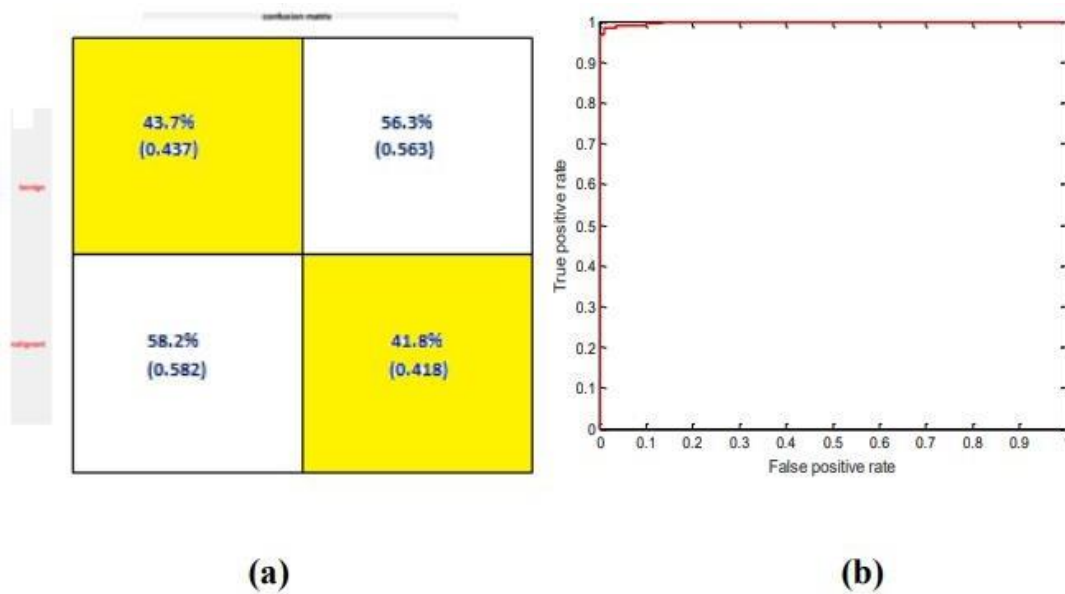 confusion matrix
43.7%
(0.437)
56.3%
(0.563)
benign
58.2%
(0.582)
41.8%
(0.418)
malignant
True positive rate
1
0.9
0.8
0.7
0.6
0.5
0.4
0.3
0.2
0.1
0
0 0.1 0.2 0.3 0.4 0.5 0.6 0.7 0.8 0.9
False positive rate
(a)
(b)